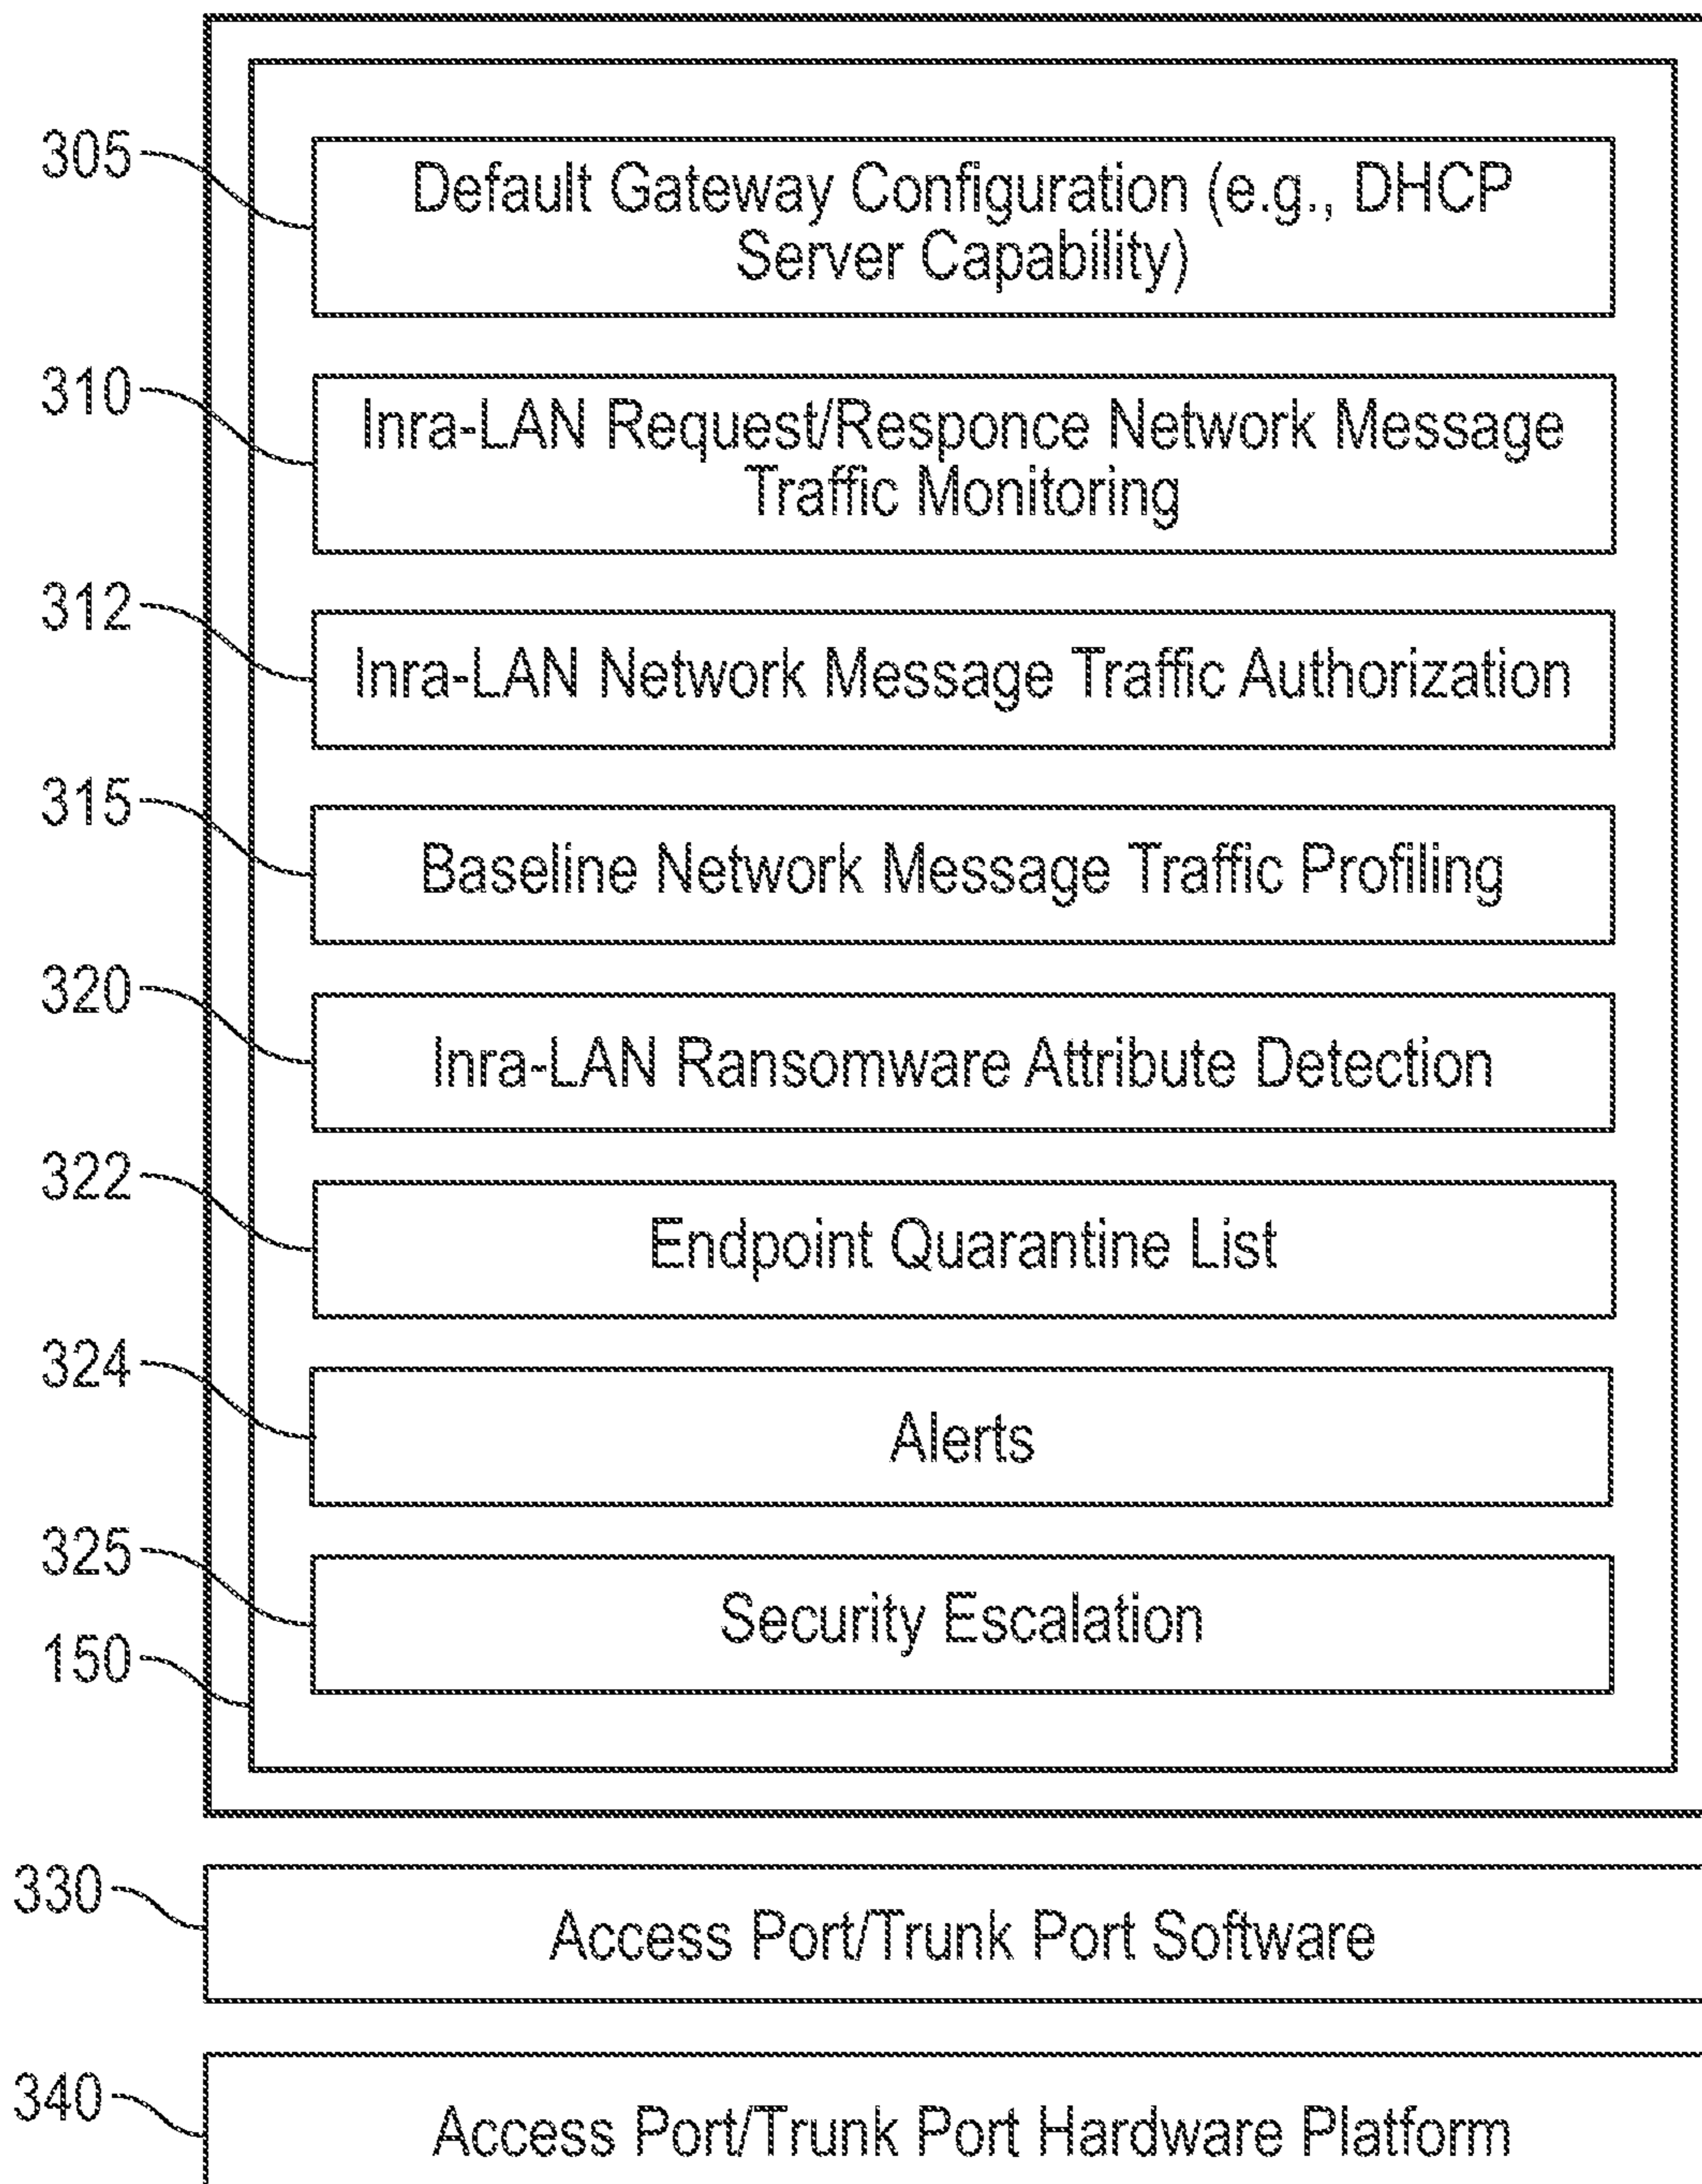 305
Default Gateway Configuration (e.g., DHCP
Server Capability)
310
Inra-LAN Request/Responce Network Message
Traffic Monitoring
312
Inra-LAN Network Message Traffic Authorization
315
Baseline Network Message Traffic Profiling
320
Inra-LAN Ransomware Attribute Detection
322
Endpoint Quarantine List
324
Alerts
325
Security Escalation
150
330
Access Port/Trunk Port Software
340
Access Port/Trunk Port Hardware Platform